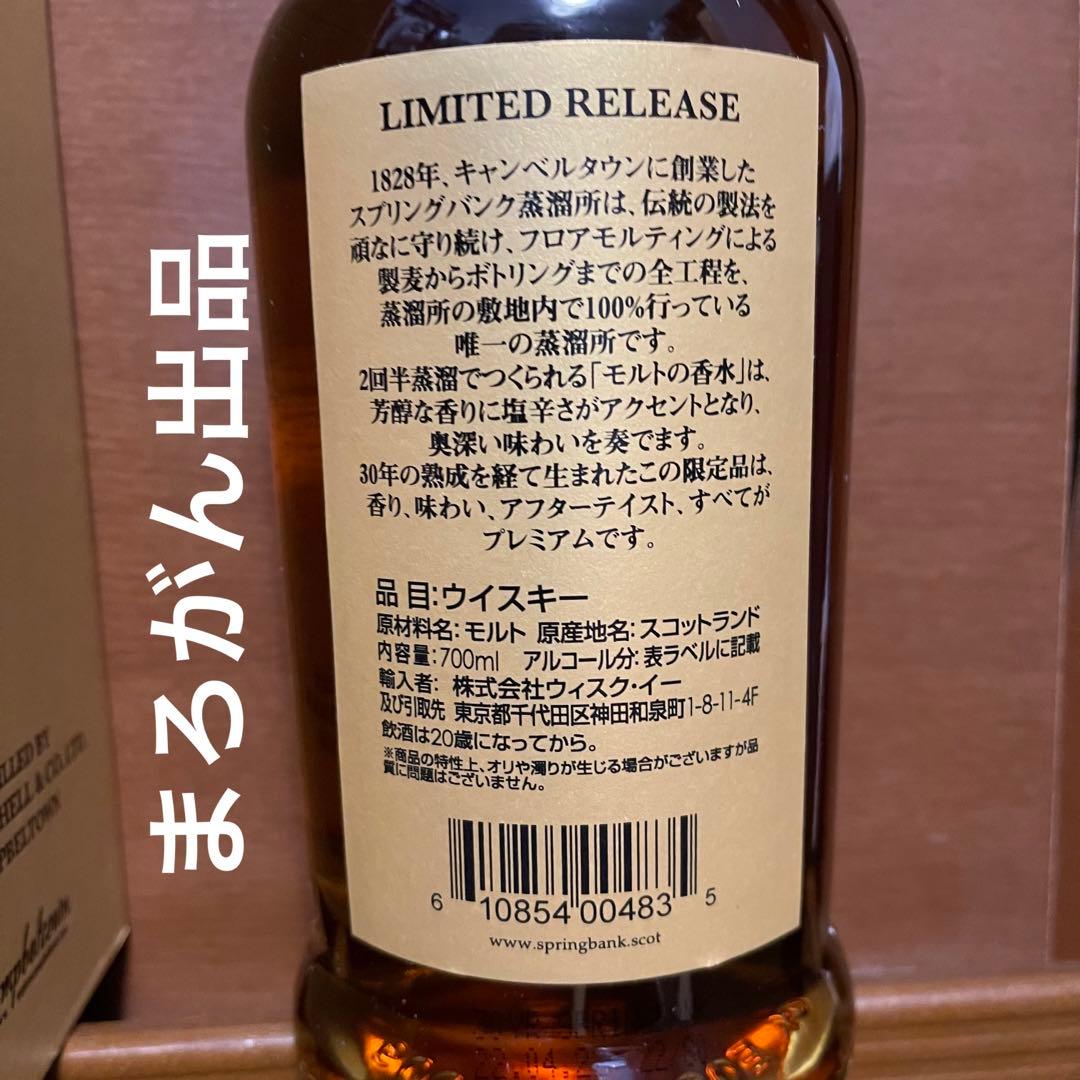 LIMITED RELEASE
1828年、キャンベルタウンに創業した
スプリングバンク蒸溜所は、伝統の製法を
頑なに守り続け、フロアモルティングによる
製麦からボトリングまでの全工程を、
蒸溜所の敷地内で100%行っている
唯一の蒸溜所です。
2回半蒸溜でつくられる「モルトの香水」は、
芳醇な香りに塩辛さがアクセントとなり、
奥深い味わいを奏でます。
30年の熟成を経て生まれたこの限定品は、
香り、味わい、アフターテイスト、すべてが
プレミアムです。
品目:ウイスキー
原材料名:モルト 原産地名:スコットランド
内容量:700ml アルコール分:表ラベルに記載
輸入者: 株式会社ウィスク・イー
及び引取先 東京都千代田区神田和泉町1-8-11-4F
飲酒は20歳になってから。
※商品の特性上、オリや濁りが生じる場合がございますが品
質に問題はございません。
6 10854 00483 5
www.springbank.scot
まろがん出品
LLED BY
HELL & CO. LTD.
PBELTOWN